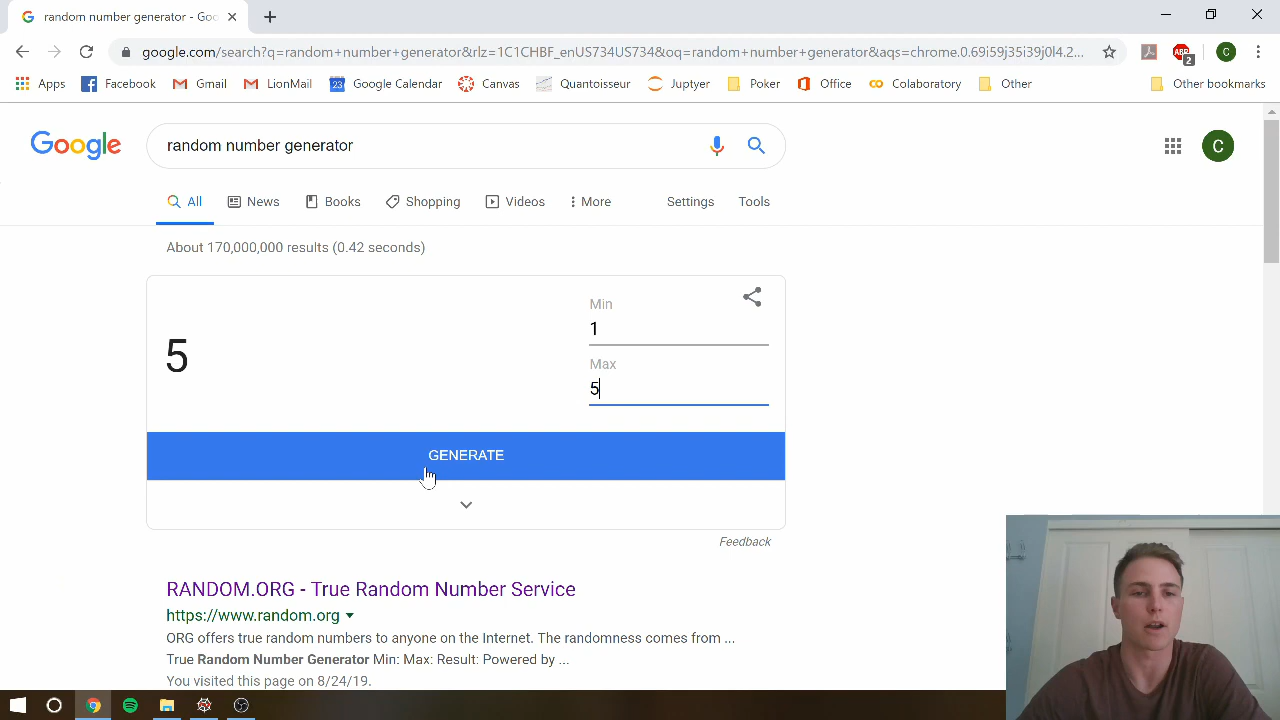 random number generator - Goo
google.com/search?q=random+number+generator&rlz=1C1CHBF_enUS734US734&oq=random+number+generator&aqs=chrome.0.69i59j35i39j0l4.2...
ABP
2
C
Apps
Facebook
Gmail
LionMail
23
Google Calendar
Canvas
Quantoisseur
Juptyer
Poker
Office
Colaboratory
Other
Other bookmarks
Google
random number generator
C
All
News
Books
Shopping
Videos
More
Settings
Tools
About 170,000,000 results (0.42 seconds)
5
Min
1
Max
5
GENERATE
Feedback
RANDOM.ORG - True Random Number Service
https://www.random.org
ORG offers true random numbers to anyone on the Internet. The randomness comes from ...
True Random Number Generator Min: Max: Result: Powered by ...
You visited this page on 8/24/19.